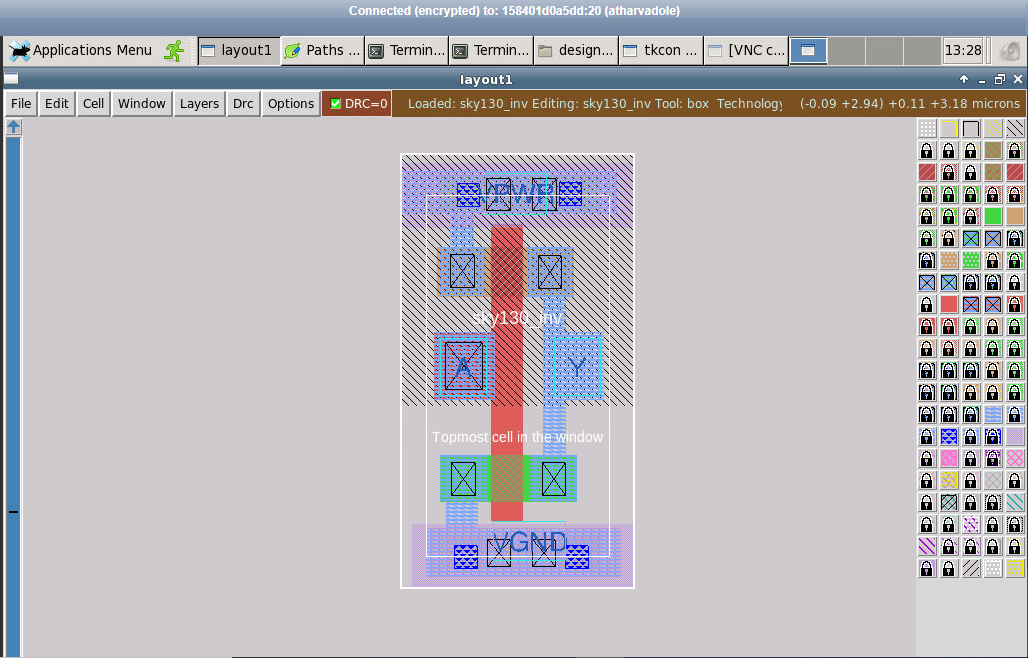 Connected (encrypted) to: 158401d0a5dd:20 (atharvadole)
Applications Menu layout1 Paths ... Termin... Termin... design... tkcon ... [VNC c... 13:28
layout1
File Edit Cell Window Layers Drc Options DRC=0 Loaded: sky130_inv Editing: sky130_inv Tool: box Technology (-0.09 +2.94) +0.11 +3.18 microns
VPWR
sky130_inv
A Y
Topmost cell in the window
VGND